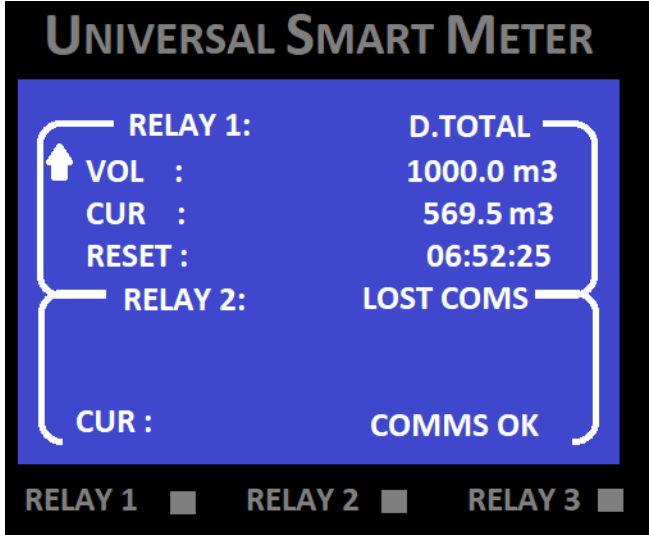 UNIVERSAL SMART METER
RELAY 1: D.TOTAL
VOL : 1000.0 m3
CUR : 569.5 m3
RESET : 06:52:25
RELAY 2: LOST COMS
CUR : COMMS OK
RELAY 1 RELAY 2 RELAY 3